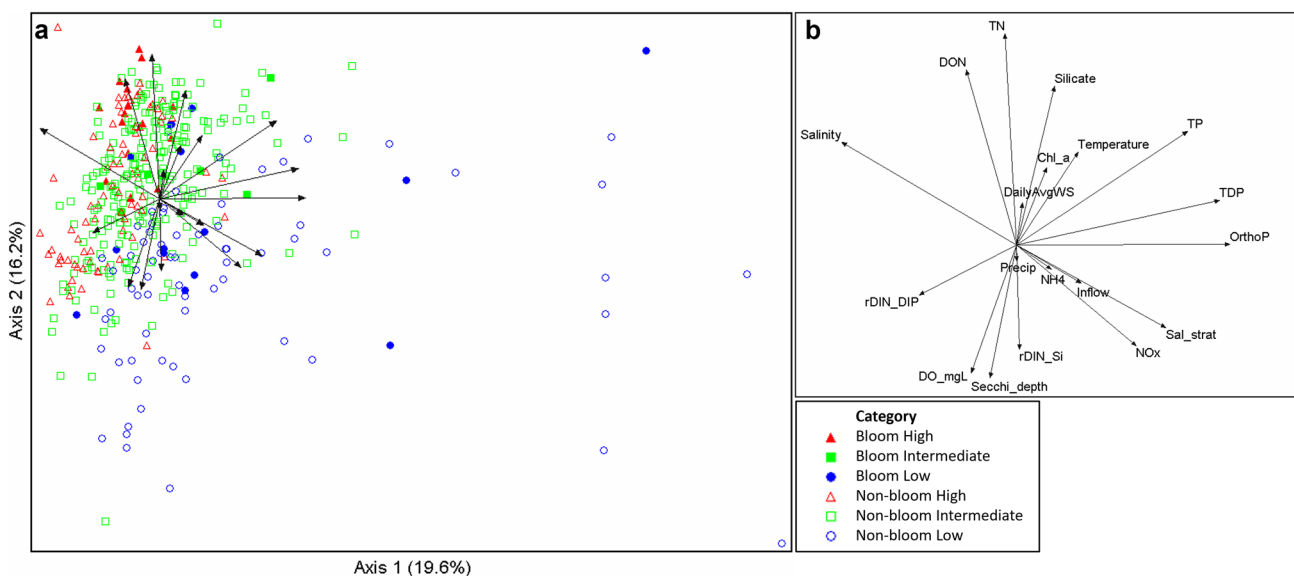 a
Axis 2 (16.2%)
Axis 1 (19.6%)
b
TN
DON
Silicate
Salinity
TP
Temperature
Chl_a
DailyAvgWS
TDP
OrthoP
Precip
NH4
Inflow
rDIN_DIP
Sal_strat
NOx
rDIN_Si
DO_mgL
Secchi_depth
Category
Bloom High
Bloom Intermediate
Bloom Low
Non-bloom High
Non-bloom Intermediate
Non-bloom Low